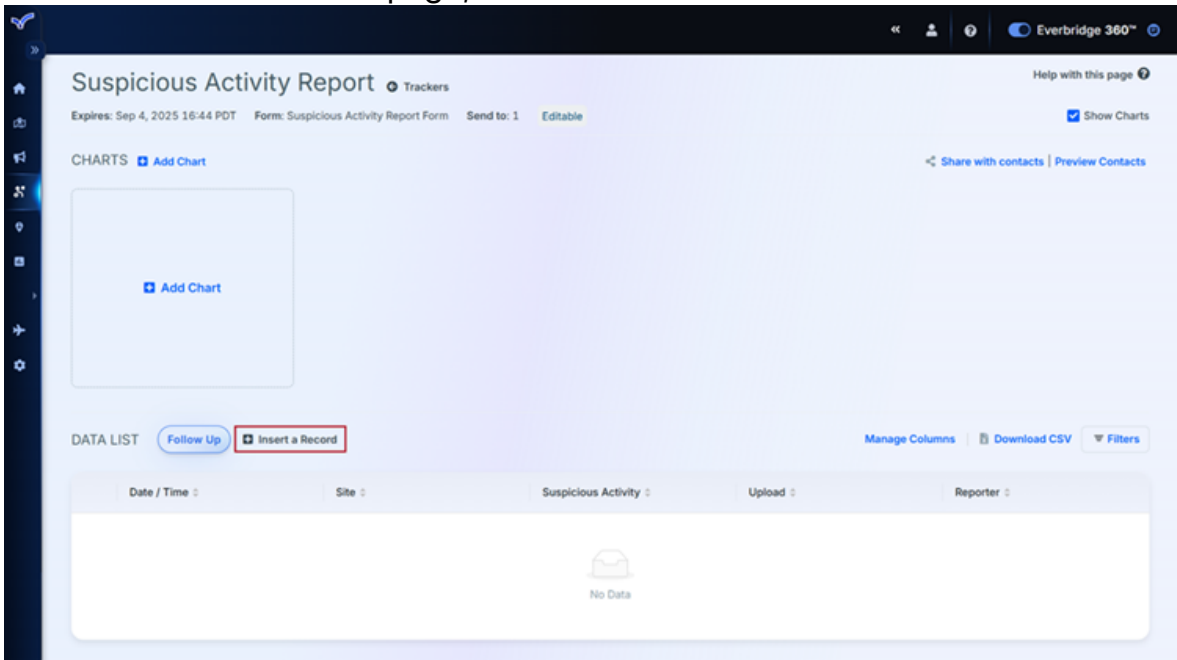 « Everbridge 360™
»
Suspicious Activity Report Trackers
Help with this page
Expires: Sep 4, 2025 16:44 PDT Form: Suspicious Activity Report Form Send to: 1 Editable
Show Charts
CHARTS Add Chart
Share with contacts | Preview Contacts
Add Chart
DATA LIST Follow Up Insert a Record
Manage Columns Download CSV Filters
Date / Time Site Suspicious Activity Upload Reporter
No Data